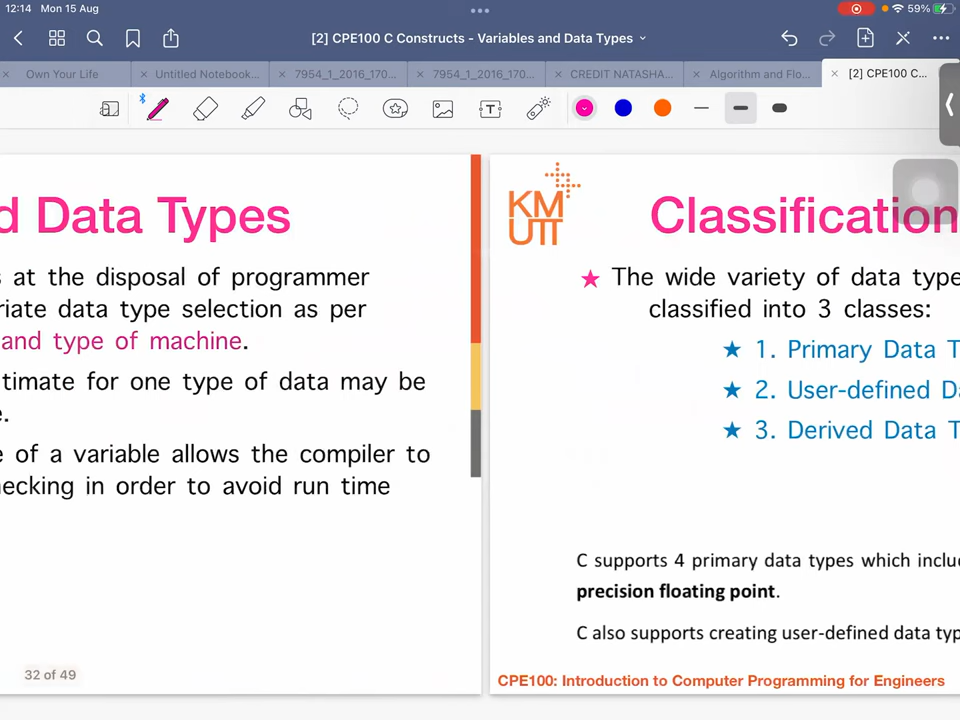 12:14 Mon 15 Aug
59%
[2] CPE100 C Constructs - Variables and Data Types
Own Your Life
Untitled Notebook...
7954_1_2016_170...
7954_1_2016_170...
CREDIT NATASHA...
Algorithm and Flo...
[2] CPE100 C...
d Data Types
s at the disposal of programmer
riate data type selection as per
and type of machine.
timate for one type of data may be
e.
e of a variable allows the compiler to
hecking in order to avoid run time
32 of 49
KM
UTT
Classification
The wide variety of data type
classified into 3 classes:
1. Primary Data T
2. User-defined Da
3. Derived Data T
C supports 4 primary data types which inclu
precision floating point.
C also supports creating user-defined data typ
CPE100: Introduction to Computer Programming for Engineers